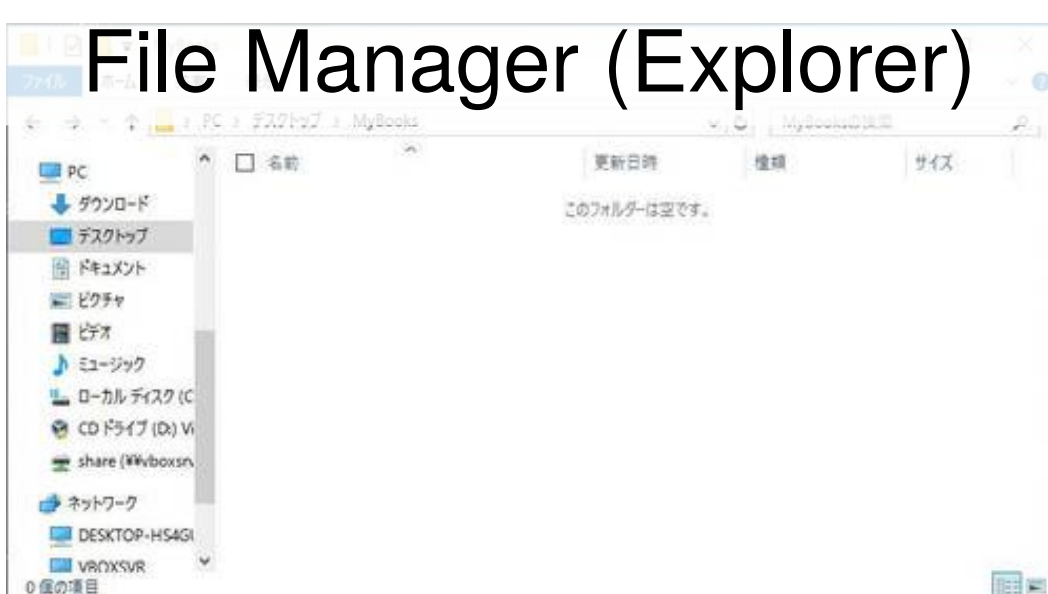 File Manager (Explorer)
ファイル
PC › デスクトップ › MyBooks
MyBooksの検索
PC
ダウンロード
デスクトップ
ドキュメント
ピクチャ
ビデオ
ミュージック
ローカル ディスク (C
CD ドライブ (D:) Vi
share (¥¥vboxsrv
ネットワーク
DESKTOP-HS4GU
VBOXSVR
名前 更新日時 種類 サイズ
このフォルダーは空です。
0 個の項目